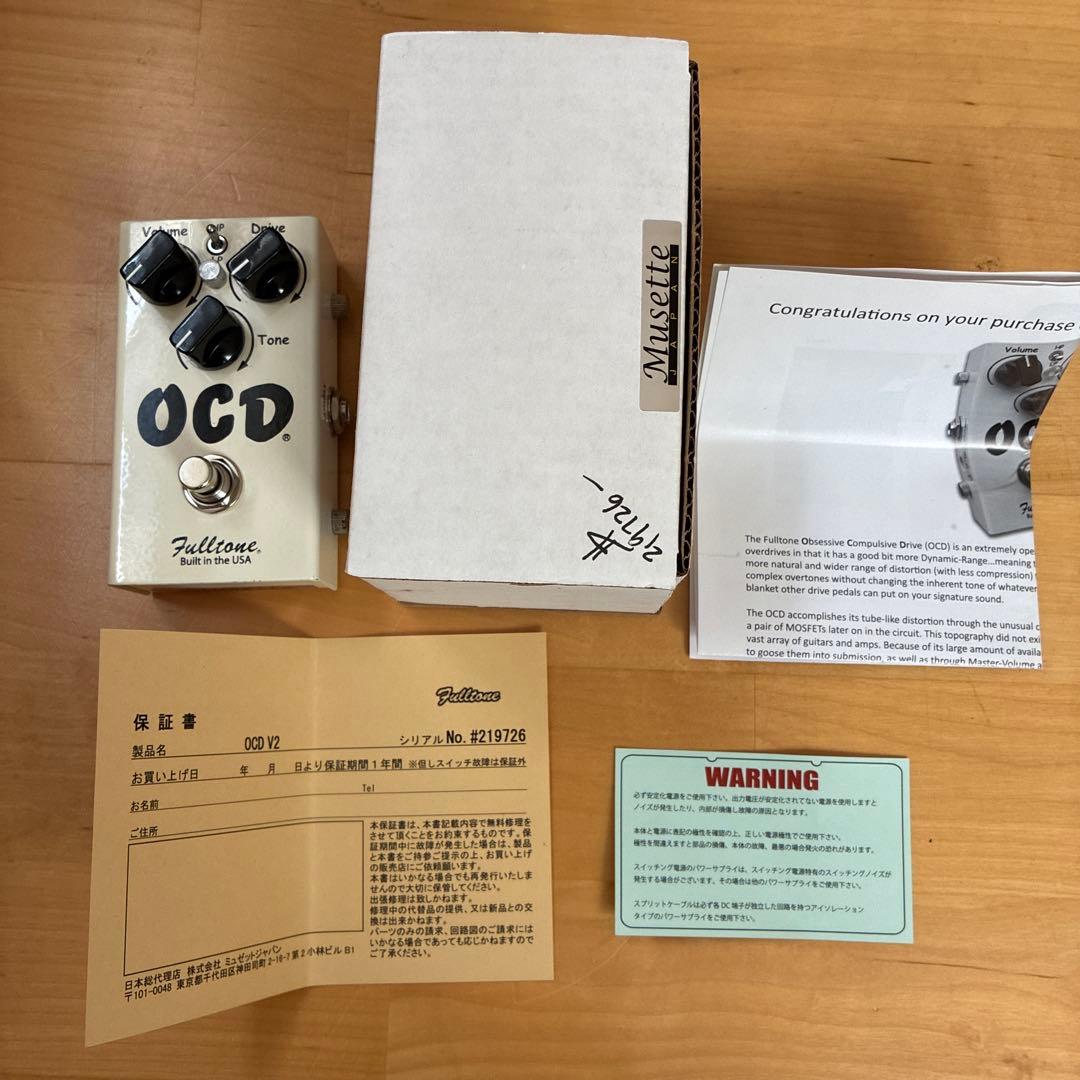 Volume
HP
Drive
LP
Tone
OCD®
Fulltone®
Built in the USA
Musette
JAPAN
#
219726-
Congratulations on your purchase
Volume
HP
OCD
The Fulltone Obsessive Compulsive Drive (OCD) is an extremely
overdrives in that it has a good bit more Dynamic-Range...meaning
more natural and wider range of distortion (with less compression)
complex overtones without changing the inherent tone of whatever
blanket other drive pedals can put on your signature sound.
The OCD accomplishes its tube-like distortion through the unusual
a pair of MOSFETs later on in the circuit. This topography did not
vast array of guitars and amps. Because of its large amount of
to goose them into submission, as well as through Master-Volume
Fulltone
保証書
製品名 OCD V2 シリアル No. #219726
お買い上げ日 年 月 日より保証期間1年間 ※但しスイッチ故障は保証外
お名前 Tel
ご住所
本保証書は、本書記載内容で無料修理を
させて頂くことをお約束するものです。保
証期間中に故障が発生した場合は、製品
と本書をご持参ご提示の上、お買い上げ
の販売店にご依頼願います。
本書はいかなる場合でも再発行いたしま
せんので大切に保管してください。
出張修理は致しません。
修理中の代替品の提供、又は新品との交
換は出来かねます。
パーツのみの請求、回路図のご請求には
いかなる場合であっても応じかねますので
ご了承ください。
日本総代理店 株式会社 ミュゼットジャパン
〒101-0048 東京都千代田区神田司町2-16-7 第2小林ビル B1
WARNING
必ず安定化電源をご使用下さい。出力電圧が安定化されてない電源を使用しますと
ノイズが発生したり、内部が損傷し故障の原因となります。
本体と電源に表記の極性を確認の上、正しい電源極性でご使用下さい。
極性を間違えますと部品の損傷、本体の故障、最悪の場合発火の恐れがあります。
スイッチング電源のパワーサプライは、スイッチング電源特有のスイッチングノイズが
発生する場合がございます。その場合は他のパワーサプライをご使用下さい。
スプリットケーブルは必ず各DC端子が独立した回路を持つアイソレーション
タイプのパワーサプライをご使用下さい。